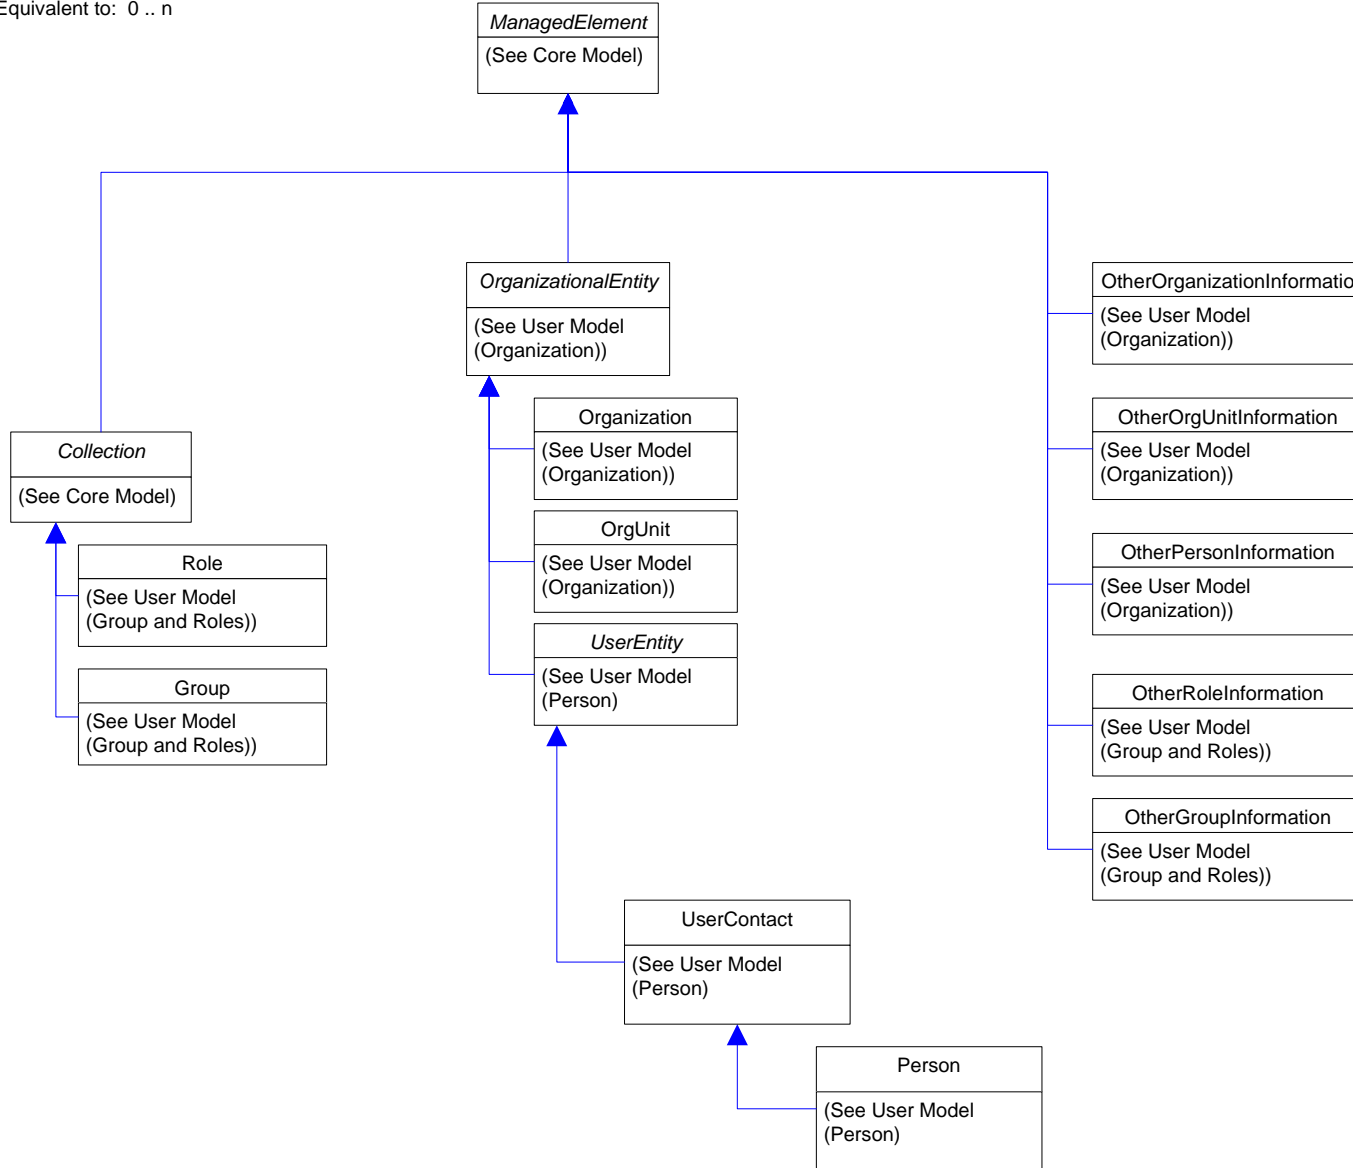 Equivalent to: 0 .. n
ManagedElement
(See Core Model)
OrganizationalEntity
(See User Model
(Organization))
Organization
(See User Model
(Organization))
OrgUnit
(See User Model
(Organization))
UserEntity
(See User Model
(Person)
Collection
(See Core Model)
Role
(See User Model
(Group and Roles))
Group
(See User Model
(Group and Roles))
OtherOrganizationInformatio
(See User Model
(Organization))
OtherOrgUnitInformation
(See User Model
(Organization))
OtherPersonInformation
(See User Model
(Organization))
OtherRoleInformation
(See User Model
(Group and Roles))
OtherGroupInformation
(See User Model
(Group and Roles))
UserContact
(See User Model
(Person)
Person
(See User Model
(Person)